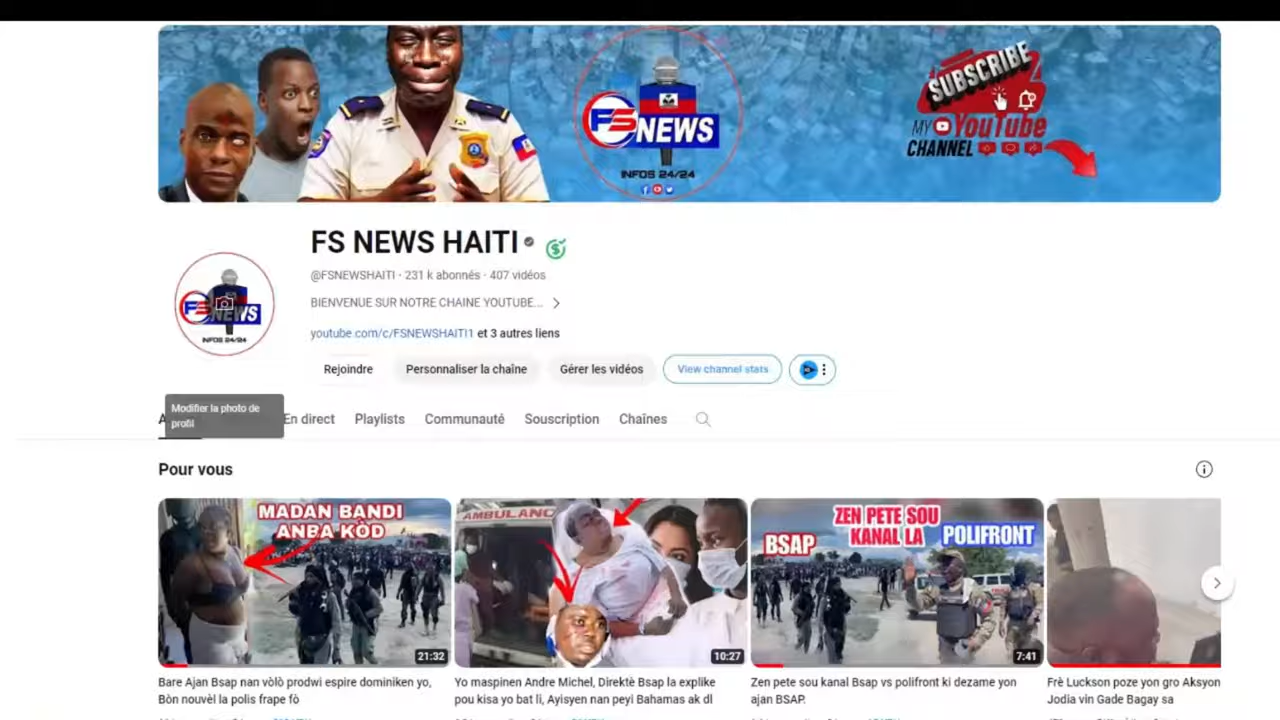 SUBSCRIBE
MY YouTube
CHANNEL
FS NEWS
INFOS 24/24
FS NEWS HAITI
@FSNEWSHAITI · 231 k abonnés · 407 vidéos
BIENVENUE SUR NOTRE CHAINE YOUTUBE...
youtube.com/c/FSNEWSHAITI1 et 3 autres liens
FS NEWS
INFOS 24/24
Rejoindre
Personnaliser la chaîne
Gérer les vidéos
View channel stats
Modifier la photo de
profil
En direct
Playlists
Communauté
Souscription
Chaînes
Pour vous
MADAN BANDI
ANBA KÒD
21:32
AMBULANC
10:27
ZEN PETE SOU
KANAL LA
BSAP
POLIFRONT
7:41
Bare Ajan Bsap nan vòlò prodwi espire dominiken yo,
Bòn nouvèl la polis frape fò
Yo maspinen Andre Michel, Direktè Bsap la explike
pou kisa yo bat li, Ayisyen nan peyi Bahamas ak dl
Zen pete sou kanal Bsap vs polifront ki dezame yon
ajan BSAP.
Frè Luckson poze yon gro Aksyon
Jodia vin Gade Bagay sa